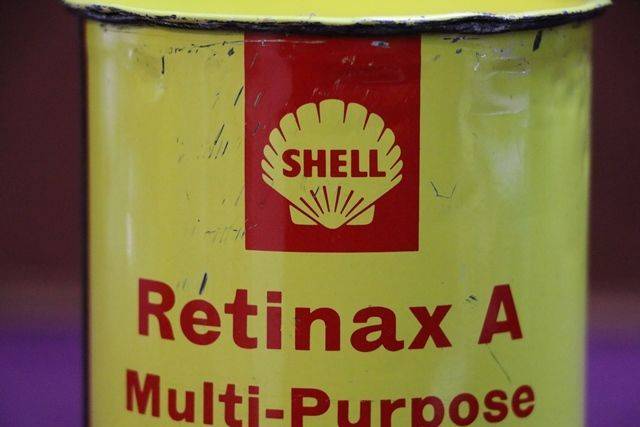 SHELL
Retinax A
Multi-Purpose